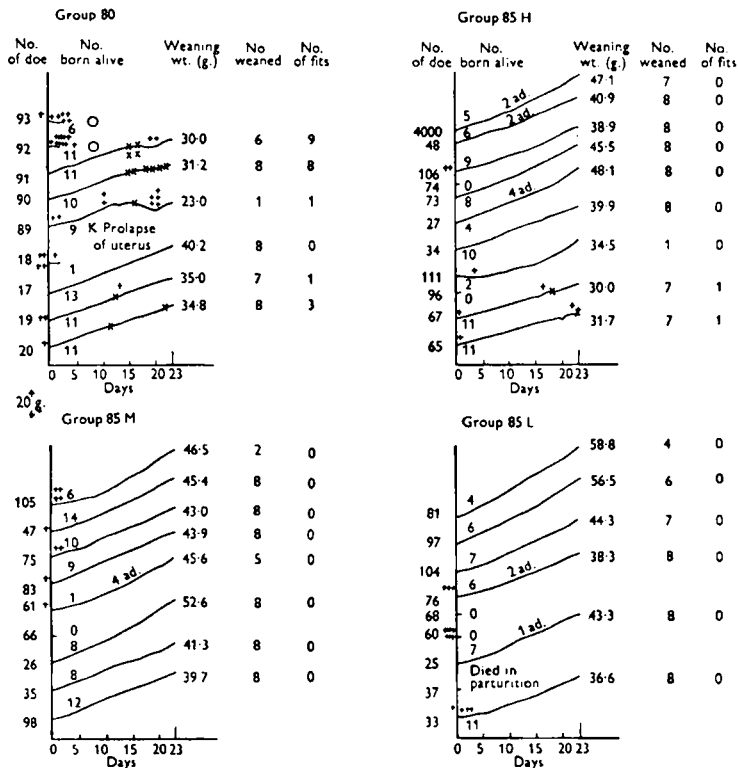 Group 80
No. of doe No. born alive Weaning wt. (g.) No weaned No. of fits
93 6
92 11 30·0 6 9
91 11 31·2 8 8
90 10 23·0 1 1
89 9 K Prolapse of uterus
18 1 40·2 8 0
17 13 35·0 7 1
19 11 34·8 8 3
20 11
0 5 10 15 20 23
Days
20 g.
Group 85 H
No. of doe No. born alive Weaning wt. (g.) No. weaned No. of fits
4000 5 2 ad. 47·1 7 0
48 6 2 ad. 40·9 8 0
106 9 38·9 8 0
74 0
73 8 45·5 8 0
27 4 4 ad. 48·1 8 0
34 10 39·9 8 0
111 2 34·5 1 0
96 0
67 11 30·0 7 1
65 11 31·7 7 1
0 5 10 15 20 23
Days
Group 85 M
105 6 46·5 2 0
47 14 45·4 8 0
75 10 43·0 8 0
83 9 43·9 8 0
61 1 4 ad. 45·6 5 0
66 0
26 8 52·6 8 0
35 8 41·3 8 0
98 12 39·7 8 0
0 5 10 15 20 23
Days
Group 85 L
81 4 58·8 4 0
97 6 56·5 6 0
104 7 44·3 7 0
76 6 2 ad. 38·3 8 0
68 0
60 0
25 7 1 ad. 43·3 8 0
37 Died in parturition
33 11 36·6 8 0
0 5 10 15 20 23
Days